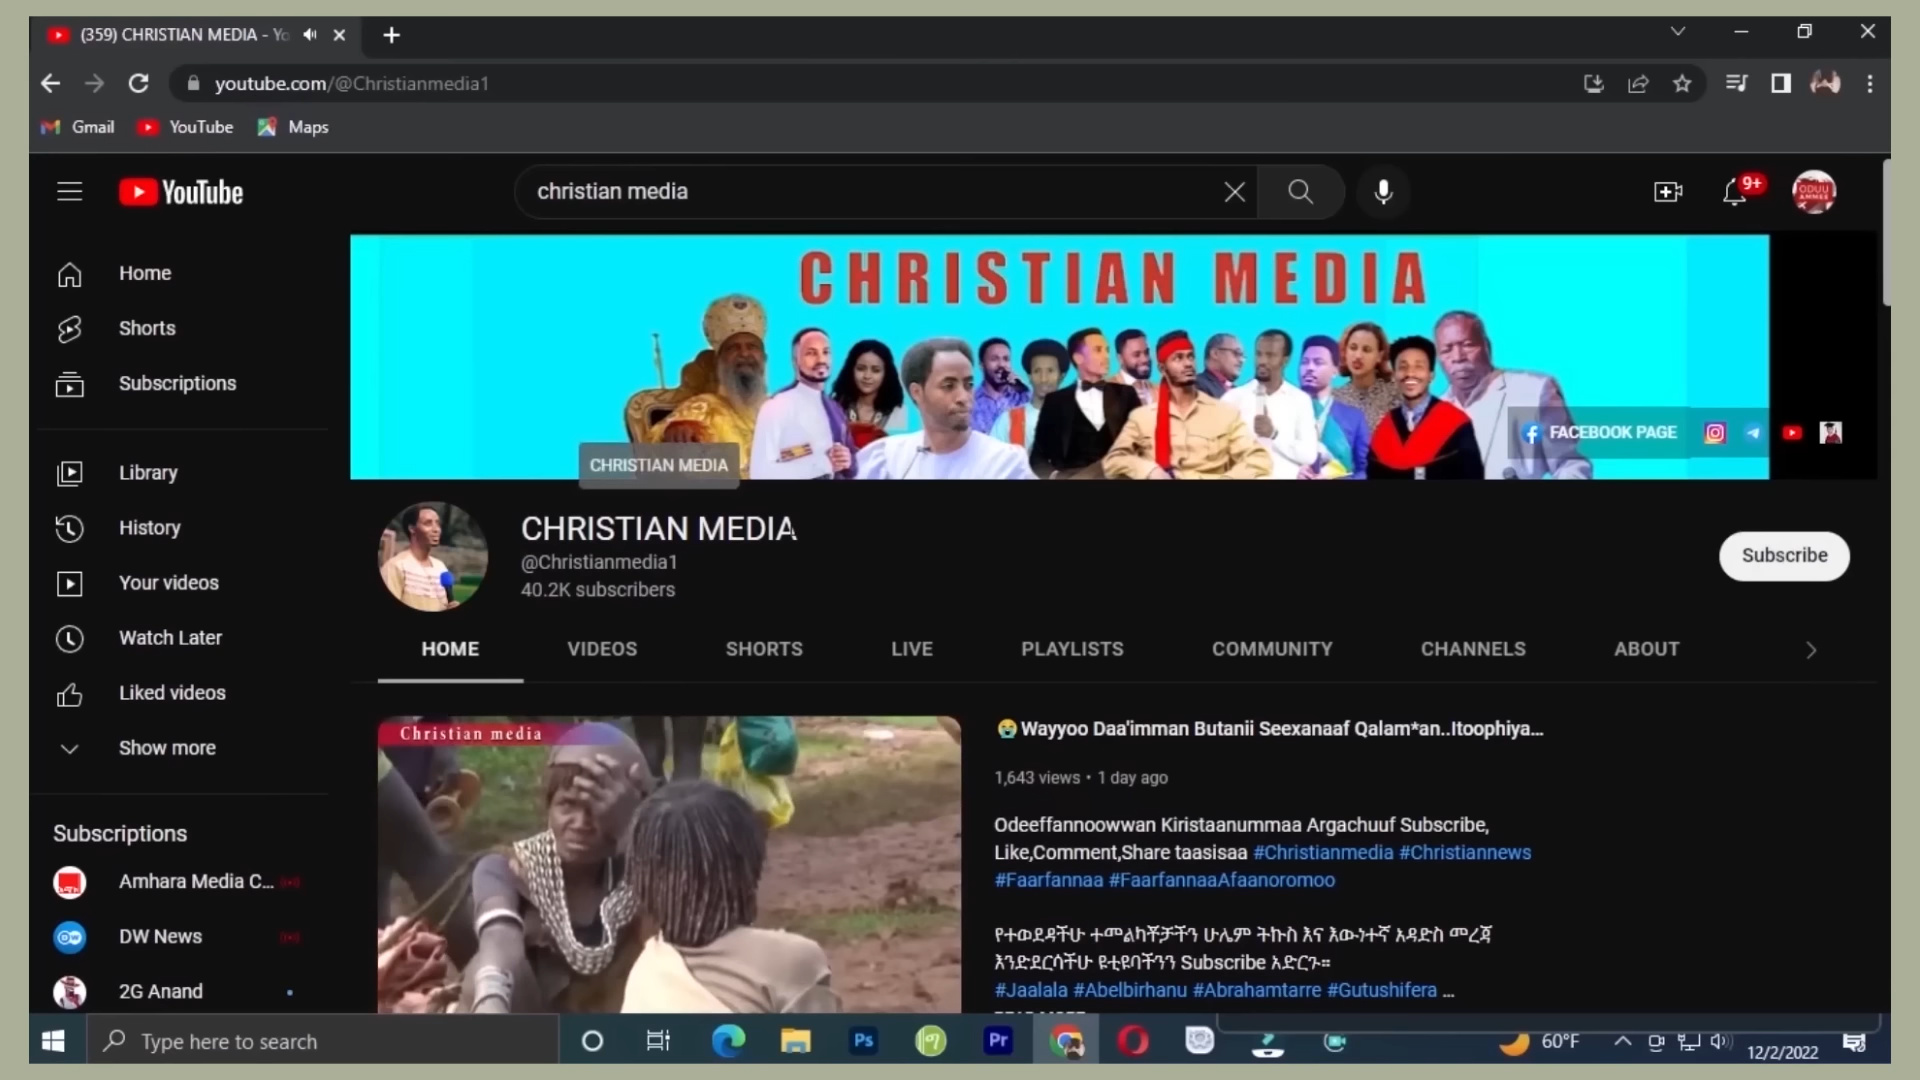 (359) CHRISTIAN MEDIA - Yo
youtube.com/@Christianmedia1
Gmail YouTube Maps
YouTube
christian media
9+
ODUU
AMMEE
Home
Shorts
Subscriptions
Library
History
Your videos
Watch Later
Liked videos
Show more
Subscriptions
Amhara Media C...
DW News
2G Anand
CHRISTIAN MEDIA
FACEBOOK PAGE
CHRISTIAN MEDIA
CHRISTIAN MEDIA
@Christianmedia1
40.2K subscribers
Subscribe
HOME VIDEOS SHORTS LIVE PLAYLISTS COMMUNITY CHANNELS ABOUT
Christian media
😭Wayyoo Daa'imman Butanii Seexanaaf Qalam*an..Itoophiya...
1,643 views • 1 day ago
Odeeffannoowwan Kiristaanummaa Argachuuf Subscribe,
Like,Comment,Share taasisaa #Christianmedia #Christiannews
#Faarfannaa #FaarfannaaAfaanoromoo
የተወደዳችሁ ተመልካቾቻችን ሁሌም ትኩስ እና እውነተኛ አዳድስ መረጃ
እንድደርሳችሁ ዩቲዩባችንን Subscribe አድርጉ።
#Jaalala #Abelbirhanu #Abrahamtarre #Gutushifera ...
Type here to search
Ps
Pr
60°F
12/2/2022